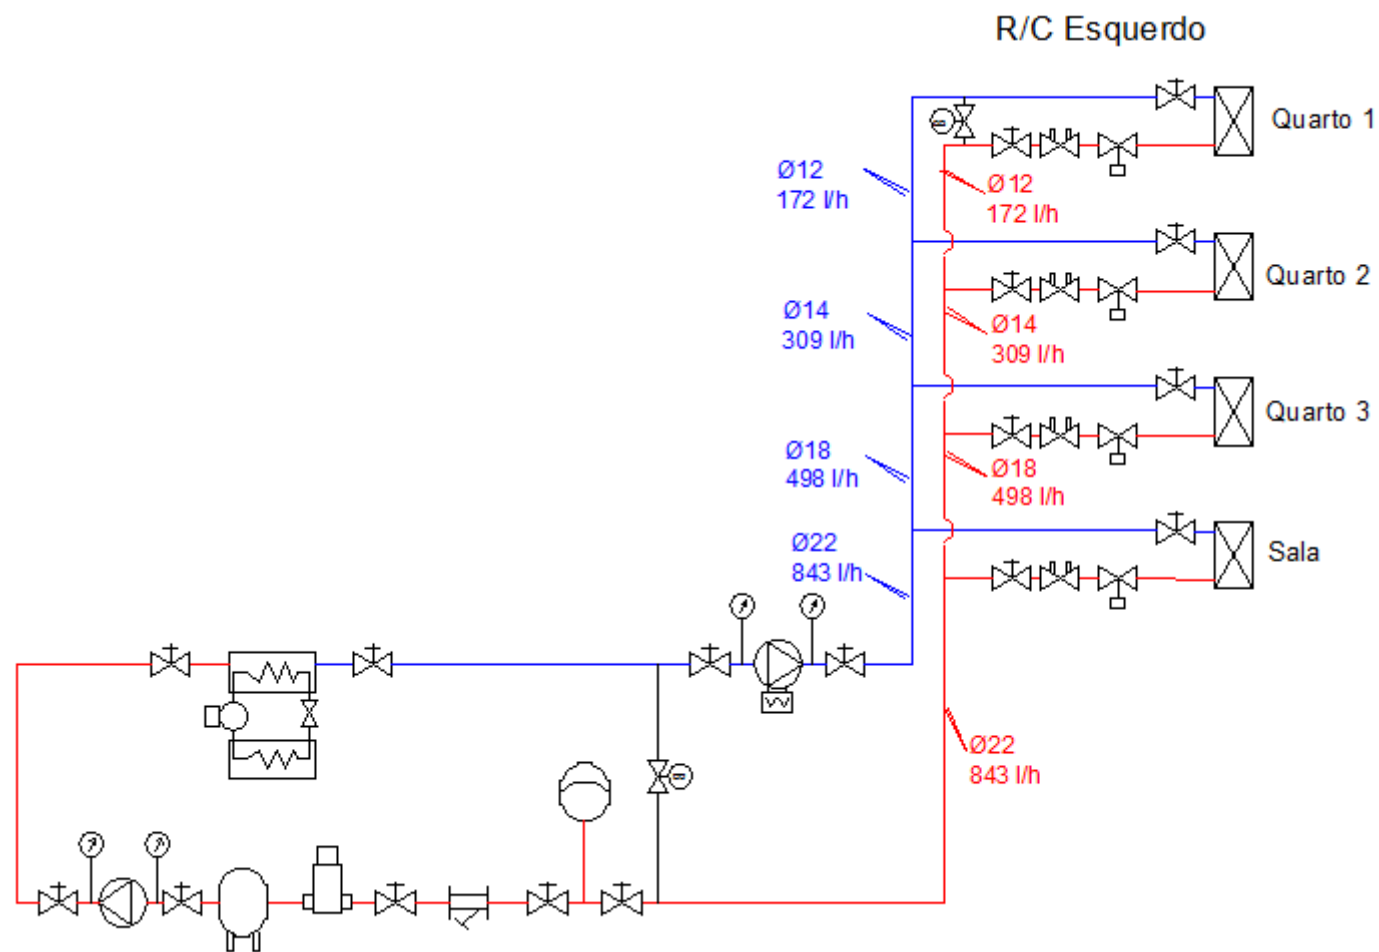 R/C Esquerdo
Quarto 1
Ø12
172 l/h
Ø12
172 l/h
Quarto 2
Ø14
309 l/h
Ø14
309 l/h
Quarto 3
Ø18
498 l/h
Ø18
498 l/h
Sala
Ø22
843 l/h
Ø22
843 l/h